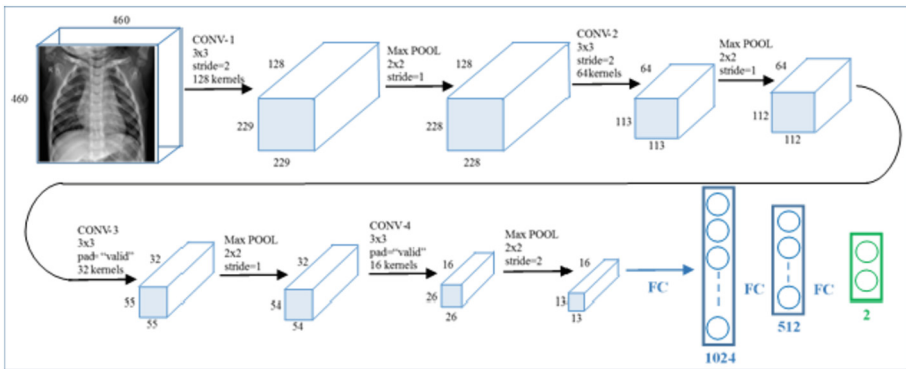 460
460
CONV-1
3x3
stride=2
128 kernels
128
229
229
Max POOL
2x2
stride=1
128
228
228
CONV-2
3x3
stride=2
64kernels
64
113
113
Max POOL
2x2
stride=1
64
112
112
CONV-3
3x3
pad="valid"
32 kernels
32
55
55
Max POOL
2x2
stride=1
32
54
54
CONV-4
3x3
pad="valid"
16 kernels
16
26
26
Max POOL
2x2
stride=2
16
13
13
FC
1024
FC
512
FC
2